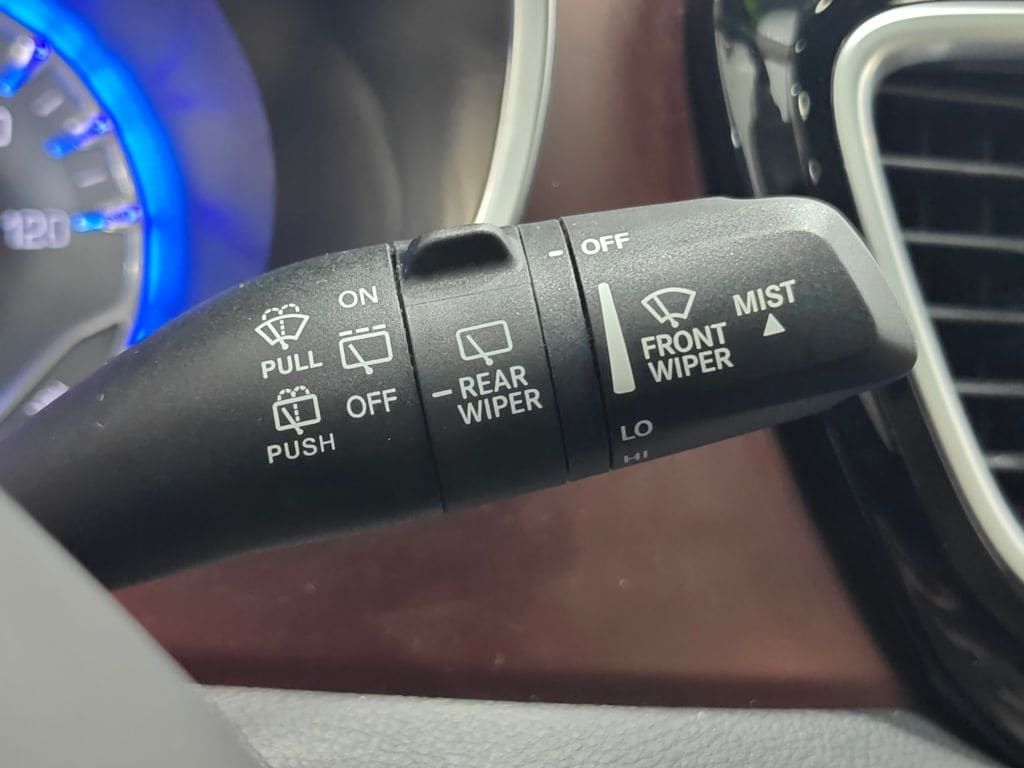 120
ON
PULL
OFF
PUSH
REAR
WIPER
OFF
FRONT
WIPER
MIST
LO
HI